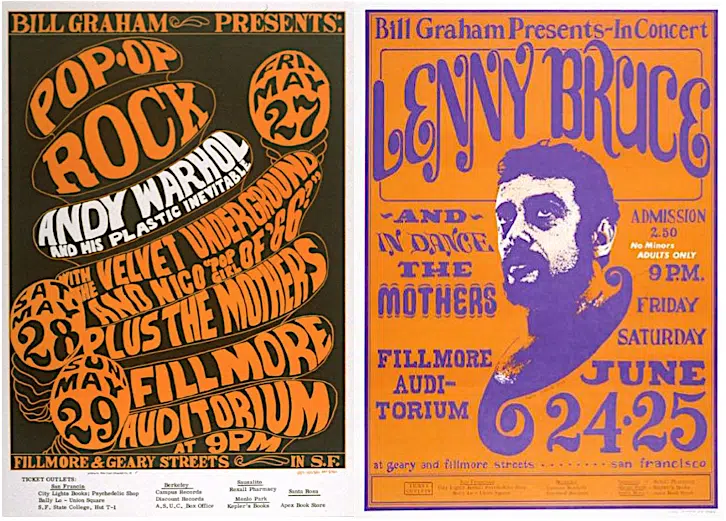 BILL GRAHAM PRESENTS:
POP-OP
ROCK
FRI
MAY
27
ANDY WARHOL
AND HIS PLASTIC INEVITABLE
WITH THE VELVET UNDERGROUND
AND NICO "POP GIRL OF '66?"
PLUS THE MOTHERS
SAT
MAY
28
SUN
MAY
29
FILLMORE
AUDITORIUM
AT 9PM
FILLMORE & GEARY STREETS IN S.F.
TICKET OUTLETS:
San Francisco
City Lights Books; Psychedelic Shop
Bally Lo - Union Square
S.F. State College, Hut T-1
Berkeley
Campus Records
Discount Records
A.S.U.C. Box Office
Sausalito
Rexall Pharmacy
Menlo Park
Kepler's Books
Santa Rosa
Apex Book Store
Bill Graham Presents-In Concert
LENNY BRUCE
~AND~
IN DANCE
THE
MOTHERS
FILLMORE
AUDI-
TORIUM
ADMISSION
2.50
No Minors
ADULTS ONLY
9 P.M.
FRIDAY
SATURDAY
JUNE
24·25
at geary and fillmore streets ------ san francisco
TICKET
OUTLETS